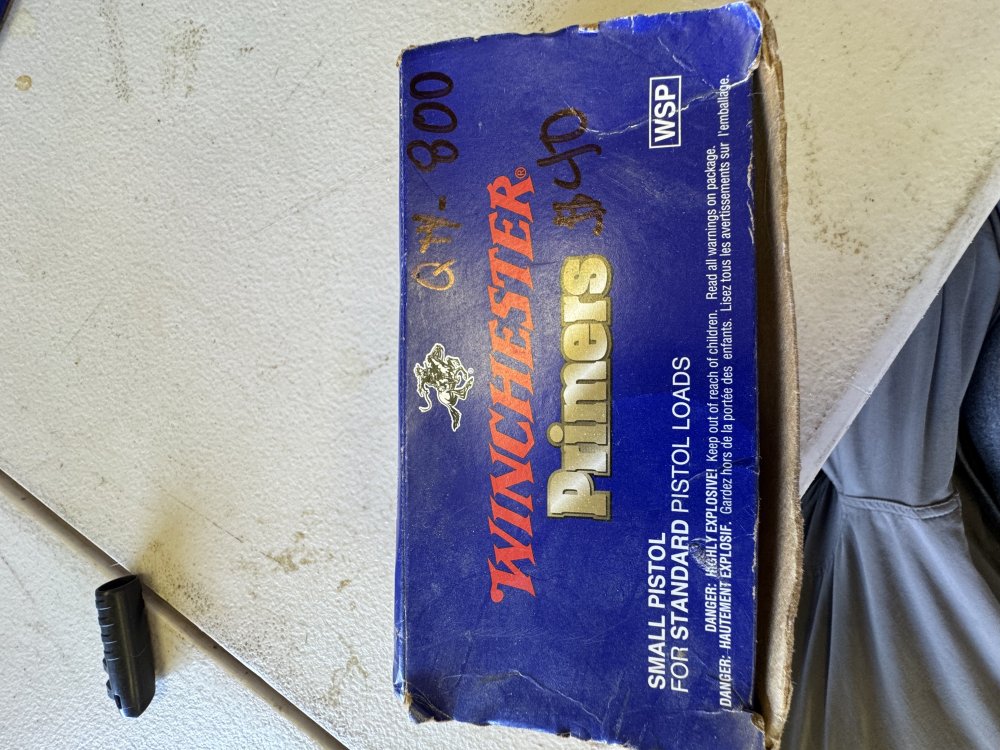 QTY-800
WINCHESTER®
Primers $40
SMALL PISTOL
FOR STANDARD PISTOL LOADS
WSP
DANGER: HIGHLY EXPLOSIVE! Keep out of reach of children. Read all warnings on package.
DANGER: HAUTEMENT EXPLOSIF. Gardez hors de la portée des enfants. Lisez tous les avertissements sur l'emballage.